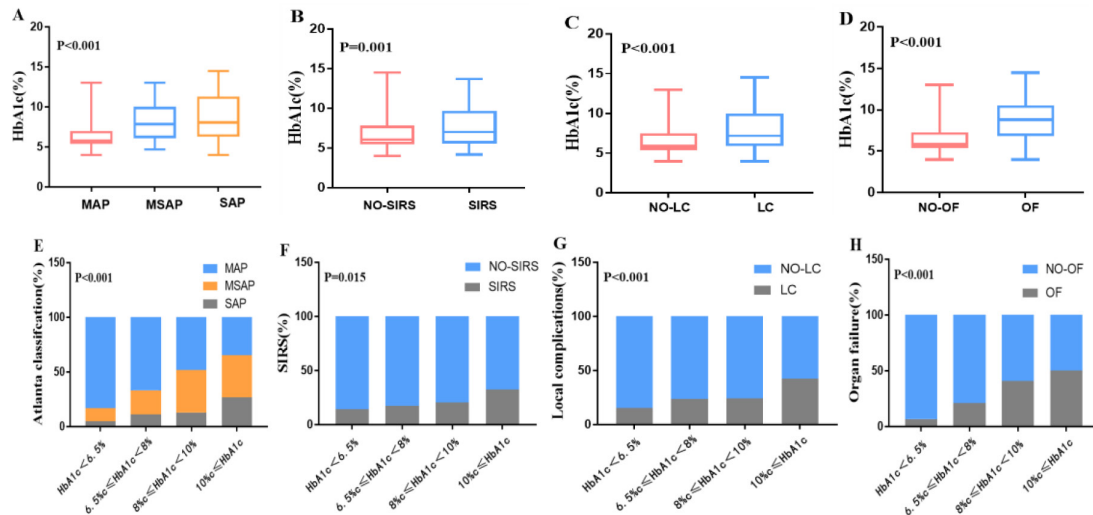 A
HbA1c(%)
20
15
10
5
0
P<0.001
MAP
MSAP
SAP
B
HbA1c(%)
20
15
10
5
0
P=0.001
NO-SIRS
SIRS
C
HbA1c(%)
20
15
10
5
0
P<0.001
NO-LC
LC
D
HbA1c(%)
20
15
10
5
0
P<0.001
NO-OF
OF
E
Atlanta classifcation(%)
150
100
50
0
P<0.001
MAP
MSAP
SAP
HbA1c<6.5%
6.5%c≤HbA1c<8%
8%c≤HbA1c<10%
10%c≤HbA1c
F
SIRS(%)
150
100
50
0
P=0.015
NO-SIRS
SIRS
HbA1c<6.5%
6.5%c≤HbA1c<8%
8%c≤HbA1c<10%
10%c≤HbA1c
G
Local complications(%)
150
100
50
0
P<0.001
NO-LC
LC
HbA1c<6.5%
6.5%c≤HbA1c<8%
8%c≤HbA1c<10%
10%c≤HbA1c
H
Organ failure(%)
150
100
50
0
P<0.001
NO-OF
OF
HbA1c<6.5%
6.5%c≤HbA1c<8%
8%c≤HbA1c<10%
10%c≤HbA1c